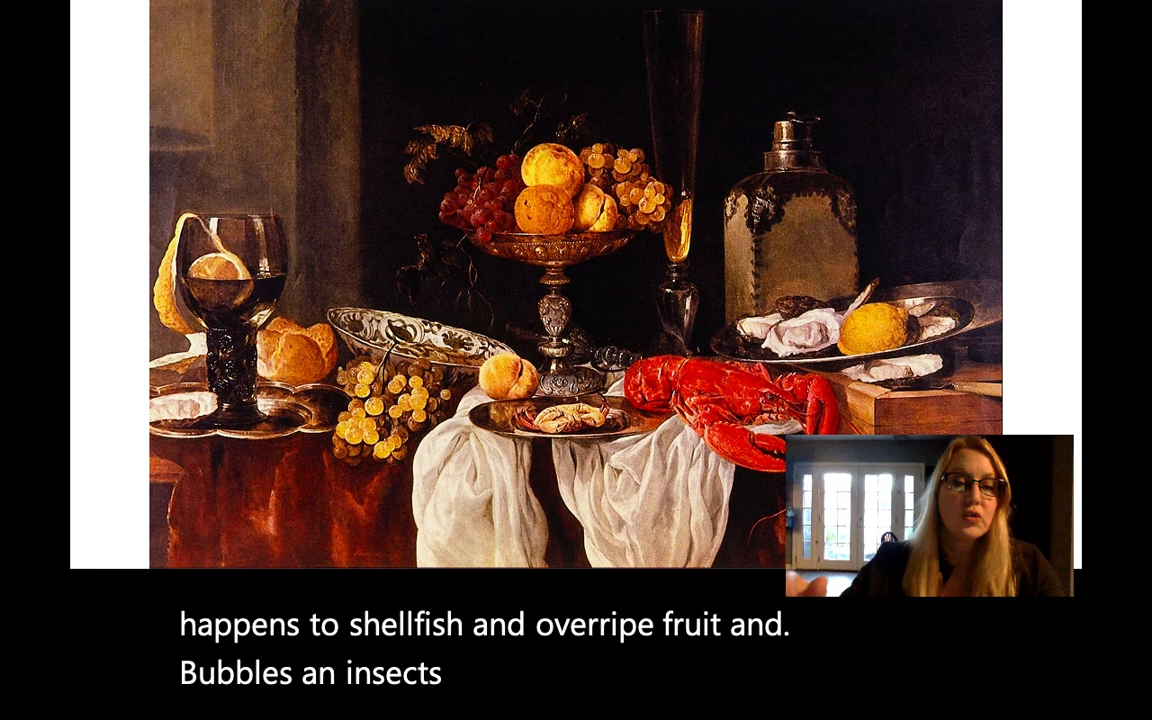 happens to shellfish and overripe fruit and.
Bubbles an insects